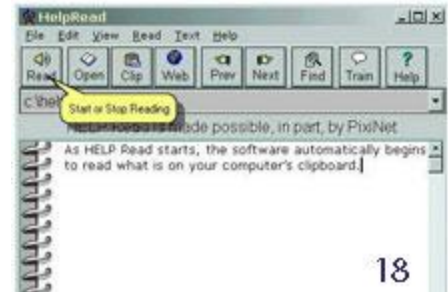 HelpRead
File Edit View Read Text Help
Read Open Clip Web Prev Next Find Train Help
Start or Stop Reading
made possible, in part, by PixiNet
As HELP Read starts, the software automatically begins
to read what is on your computer's clipboard.
18